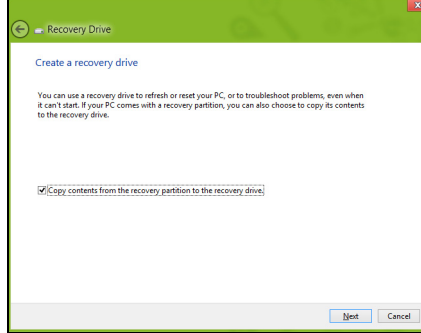 Recovery Drive
Create a recovery drive
You can use a recovery drive to refresh or reset your PC, or to troubleshoot problems, even when
it can't start. If your PC comes with a recovery partition, you can also choose to copy its contents
to the recovery drive.
Copy contents from the recovery partition to the recovery drive.
Next Cancel